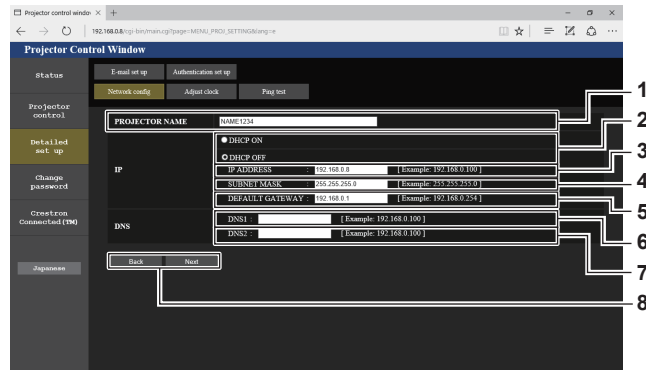 Projector control window
192.168.0.8/cgi-bin/main.cgi?page=MENU_PROJ_SETTING&lang=e
Projector Control Window
Status
Projector
control
Detailed
set up
Change
password
Crestron
Connected(TM)
Japanese
E-mail set up Authentication set up
Network config Adjust clock Ping test
PROJECTOR NAME NAME1234
IP
DHCP ON
DHCP OFF
IP ADDRESS : 192.168.0.8 [ Example: 192.168.0.100 ]
SUBNET MASK : 255.255.255.0 [ Example: 255.255.255.0 ]
DEFAULT GATEWAY : 192.168.0.1 [ Example: 192.168.0.254 ]
DNS
DNS1 : [ Example: 192.168.0.100 ]
DNS2 : [ Example: 192.168.0.100 ]
Back Next
1
2
3
4
5
6
7
8